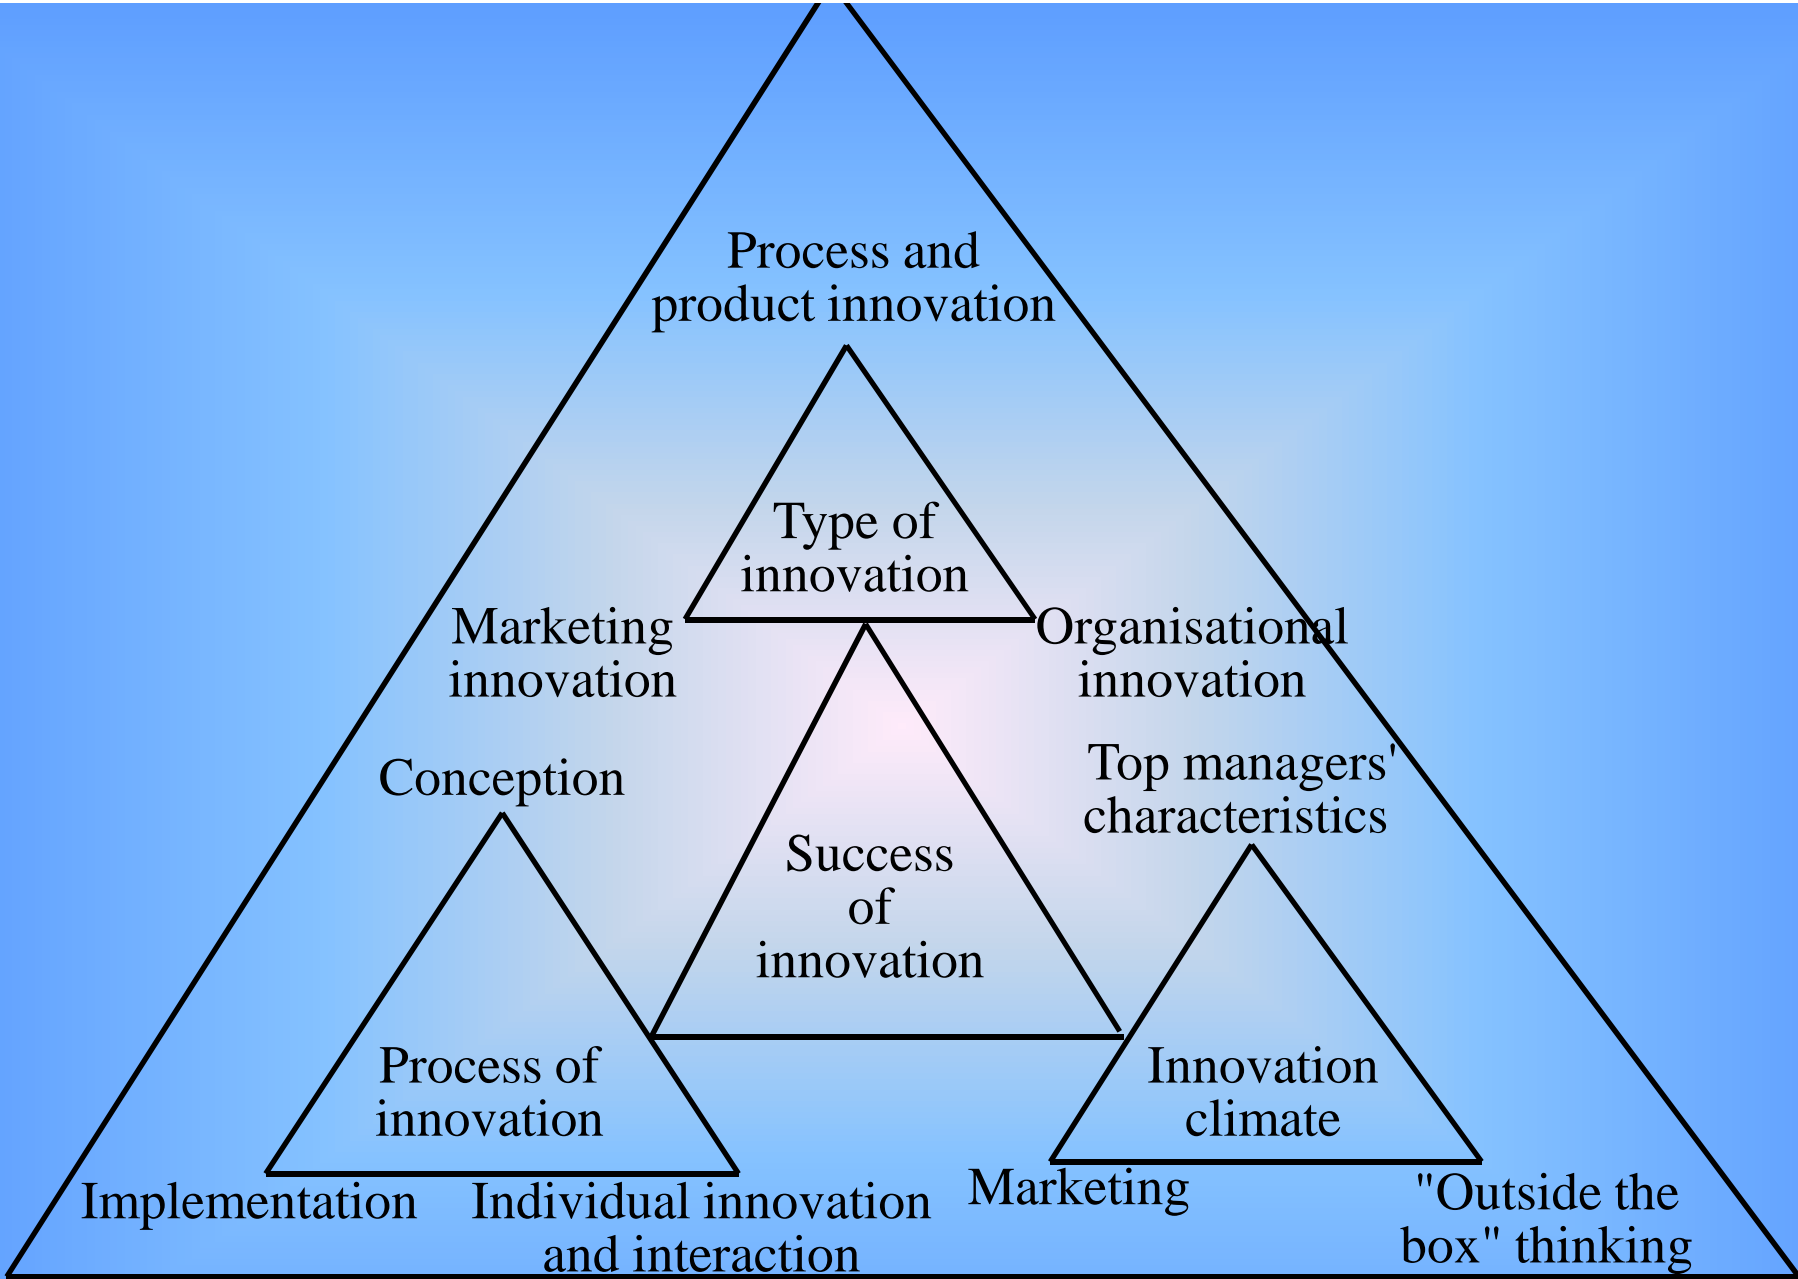 Process and
product innovation
Type of
innovation
Marketing
innovation
Organisational
innovation
Conception
Top managers'
characteristics
Success
of
innovation
Process of
innovation
Innovation
climate
Implementation
Individual innovation
and interaction
Marketing
"Outside the
box" thinking